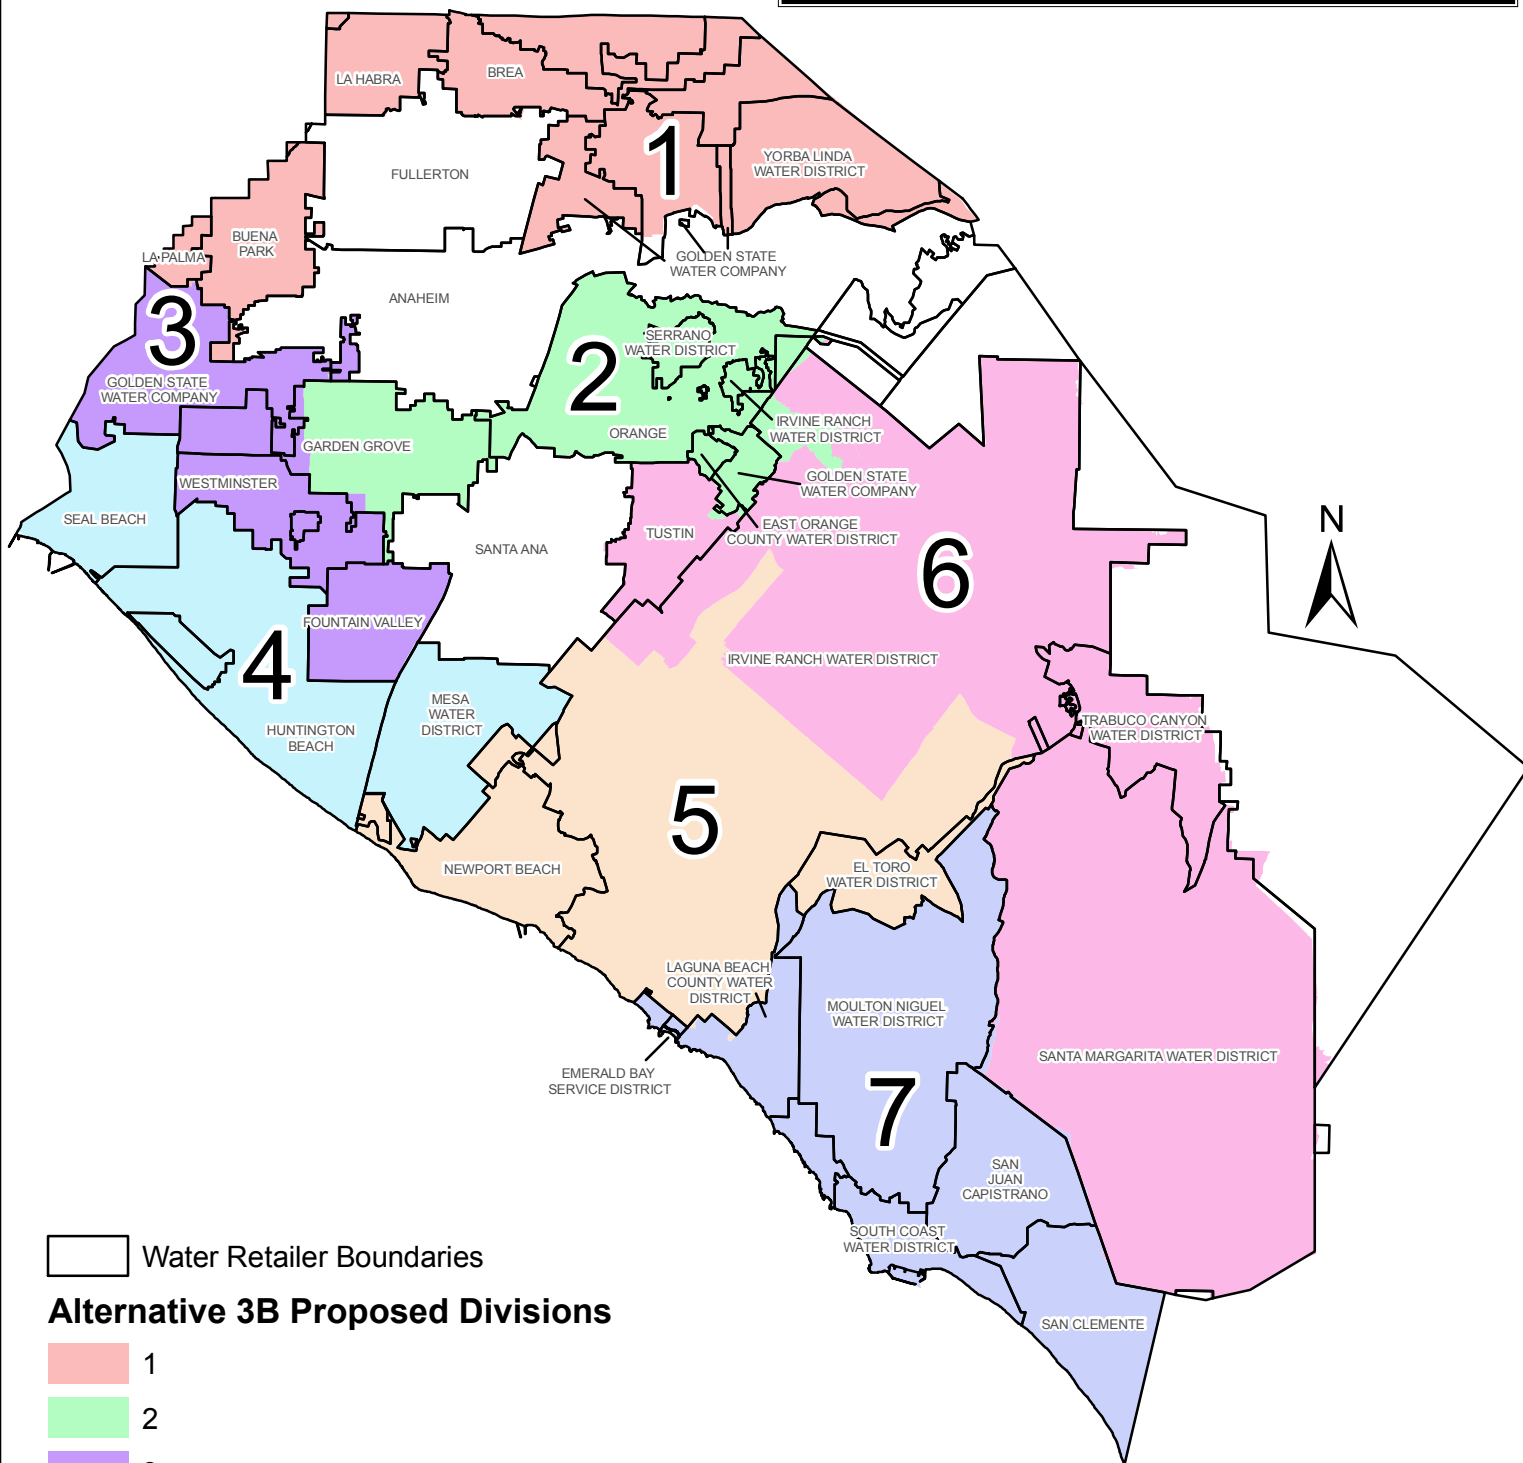 LA HABRA
BREA
1
YORBA LINDA
WATER DISTRICT
FULLERTON
BUENA
PARK
LA PALMA
GOLDEN STATE
WATER COMPANY
ANAHEIM
3
GOLDEN STATE
WATER COMPANY
2
SERRANO
WATER DISTRICT
ORANGE
IRVINE RANCH
WATER DISTRICT
GARDEN GROVE
GOLDEN STATE
WATER COMPANY
WESTMINSTER
SEAL BEACH
EAST ORANGE
COUNTY WATER DISTRICT
TUSTIN
SANTA ANA
6
N
FOUNTAIN VALLEY
4
IRVINE RANCH WATER DISTRICT
MESA
WATER
DISTRICT
HUNTINGTON
BEACH
TRABUCO CANYON
WATER DISTRICT
5
NEWPORT BEACH
EL TORO
WATER DISTRICT
LAGUNA BEACH
COUNTY WATER
DISTRICT
MOULTON NIGUEL
WATER DISTRICT
SANTA MARGARITA WATER DISTRICT
EMERALD BAY
SERVICE DISTRICT
7
SAN
JUAN
CAPISTRANO
SOUTH COAST
WATER DISTRICT
SAN CLEMENTE
Water Retailer Boundaries
Alternative 3B Proposed Divisions
1
2